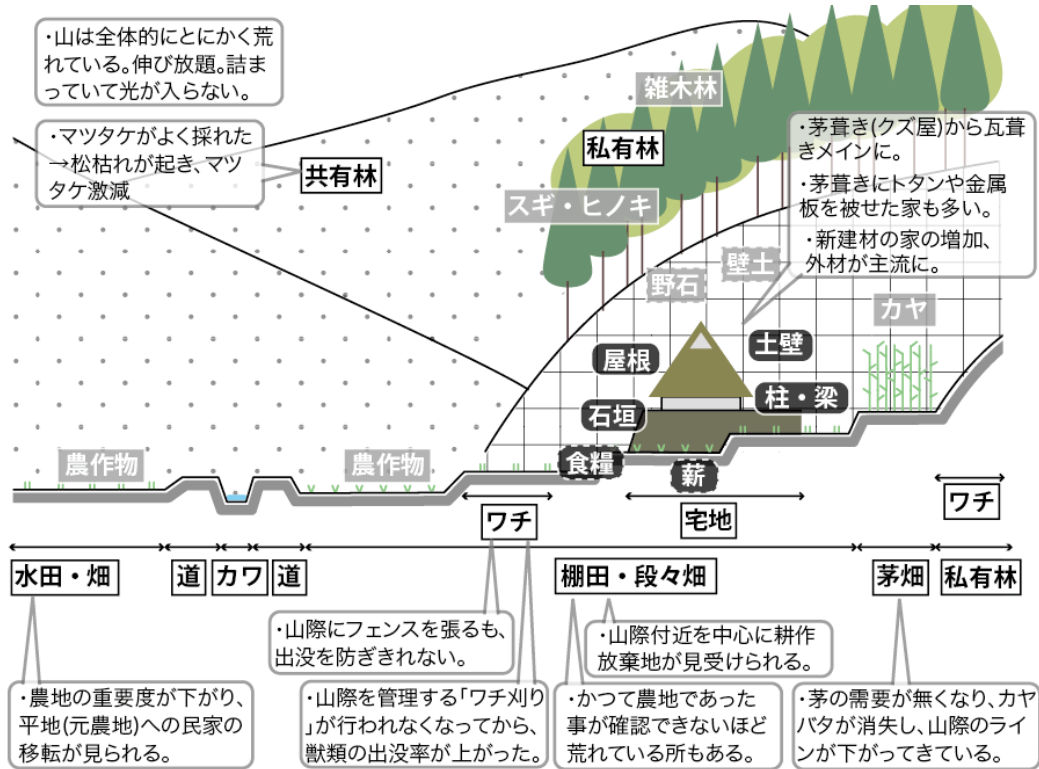 ・山は全体的にとにかく荒
れている。伸び放題。詰ま
っていて光が入らない。
・マツタケがよく採れた
→松枯れが起き、マツ
タケ激減
共有林
雑木林
私有林
スギ・ヒノキ
・茅葺き(クズ屋)から瓦葺
きメインに。
・茅葺きにトタンや金属
板を被せた家も多い。
・新建材の家の増加、
外材が主流に。
壁土
野石
カヤ
屋根
土壁
石垣
柱・梁
農作物
農作物
食糧
薪
ワチ
宅地
ワチ
水田・畑
道
カワ
道
棚田・段々畑
茅畑
私有林
・山際にフェンスを張るも、
出没を防ぎきれない。
・山際付近を中心に耕作
放棄地が見受けられる。
・農地の重要度が下がり、
平地(元農地)への民家の
移転が見られる。
・山際を管理する「ワチ刈り
」が行われなくなってから、
獣類の出没率が上がった。
・かつて農地であった
事が確認できないほど
荒れている所もある。
・茅の需要が無くなり、カヤ
バタが消失し、山際のライ
ンが下がってきている。